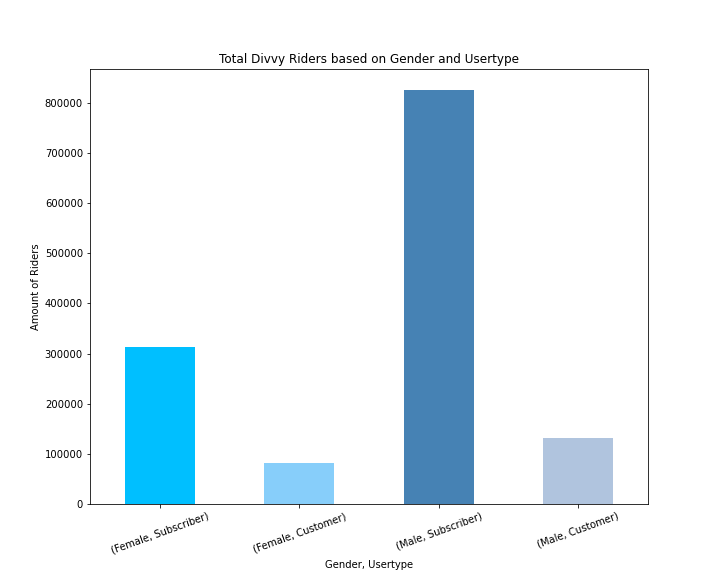 Total Divvy Riders based on Gender and Usertype
Amount of Riders
800000
700000
600000
500000
400000
300000
200000
100000
0
(Female, Subscriber)
(Female, Customer)
(Male, Subscriber)
(Male, Customer)
Gender, Usertype